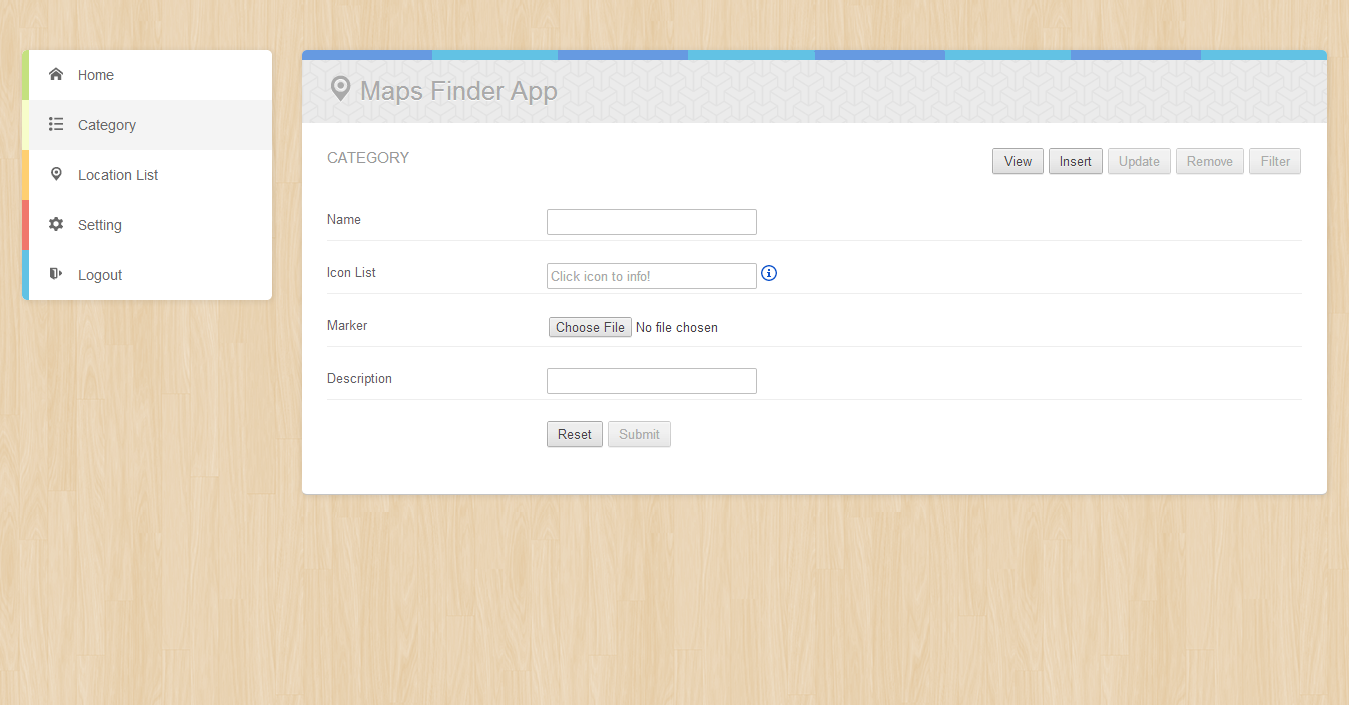 Home
Category
Location List
Setting
Logout
Maps Finder App
CATEGORY
View Insert Update Remove Filter
Name
Icon List Click icon to info!
Marker Choose File No file chosen
Description
Reset Submit